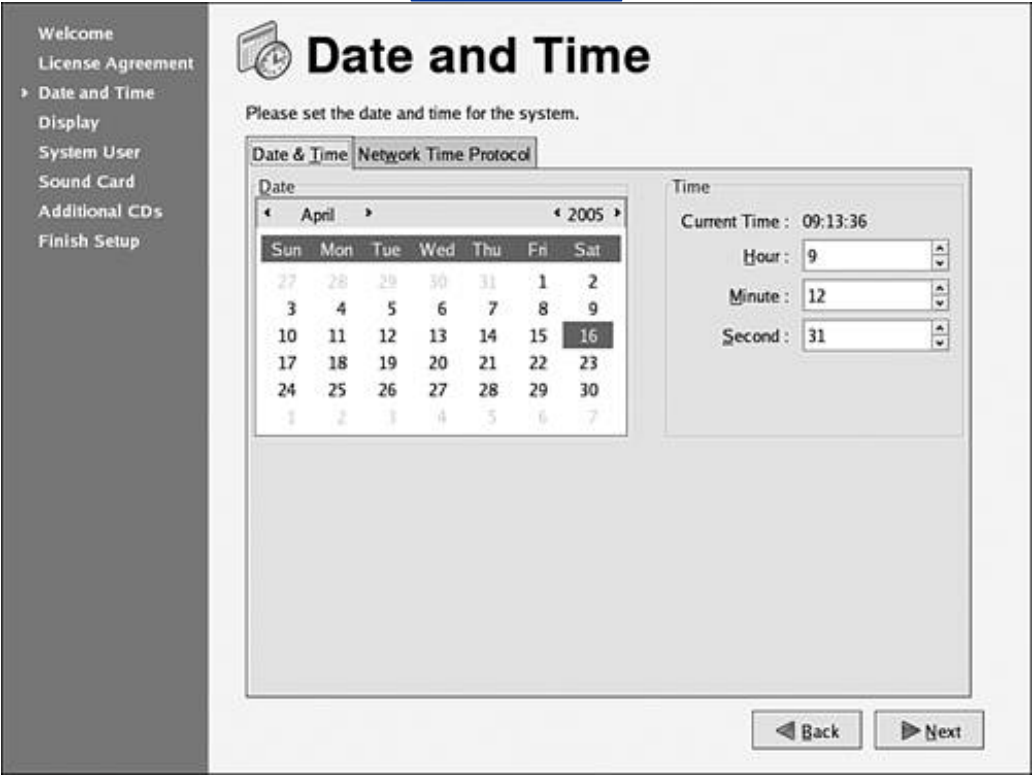 Welcome
License Agreement
Date and Time
Display
System User
Sound Card
Additional CDs
Finish Setup
Date and Time
Please set the date and time for the system.
Date & Time Network Time Protocol
Date
April 2005
Sun Mon Tue Wed Thu Fri Sat
27 28 29 30 31 1 2
3 4 5 6 7 8 9
10 11 12 13 14 15 16
17 18 19 20 21 22 23
24 25 26 27 28 29 30
1 2 3 4 5 6 7
Time
Current Time : 09:13:36
Hour : 9
Minute : 12
Second : 31
Back Next